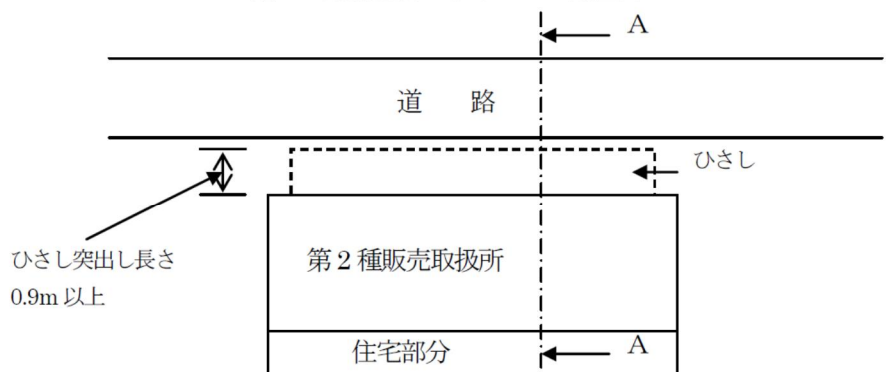 A
道 路
ひさし
ひさし突出し長さ
0.9m 以上
第 2 種販売取扱所
住宅部分
A